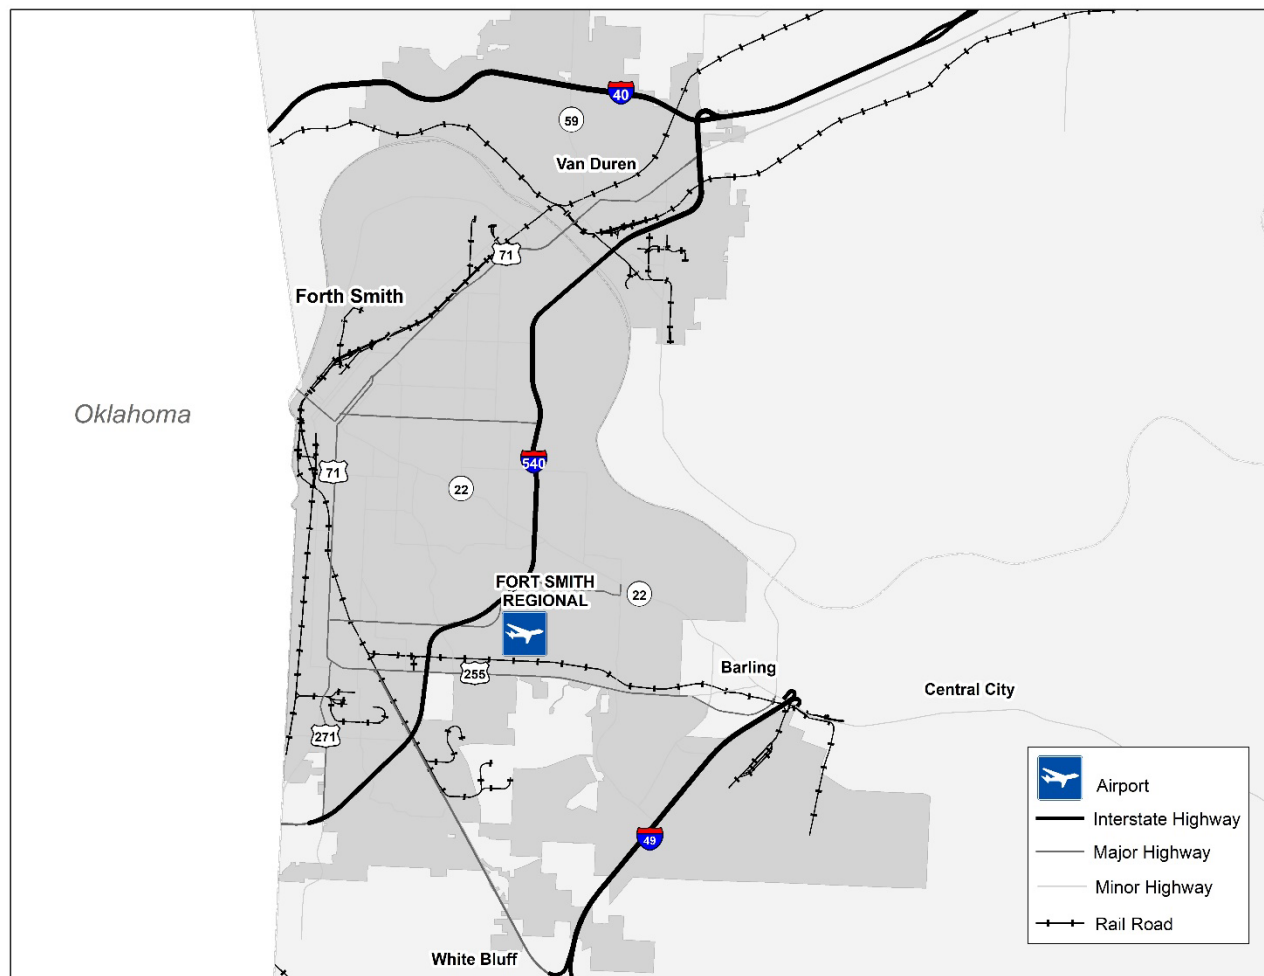 40
59
Van Duren
71
Forth Smith
Oklahoma
540
71
22
FORT SMITH
REGIONAL
22
Barling
255
Central City
271
49
White Bluff
Airport
Interstate Highway
Major Highway
Minor Highway
Rail Road